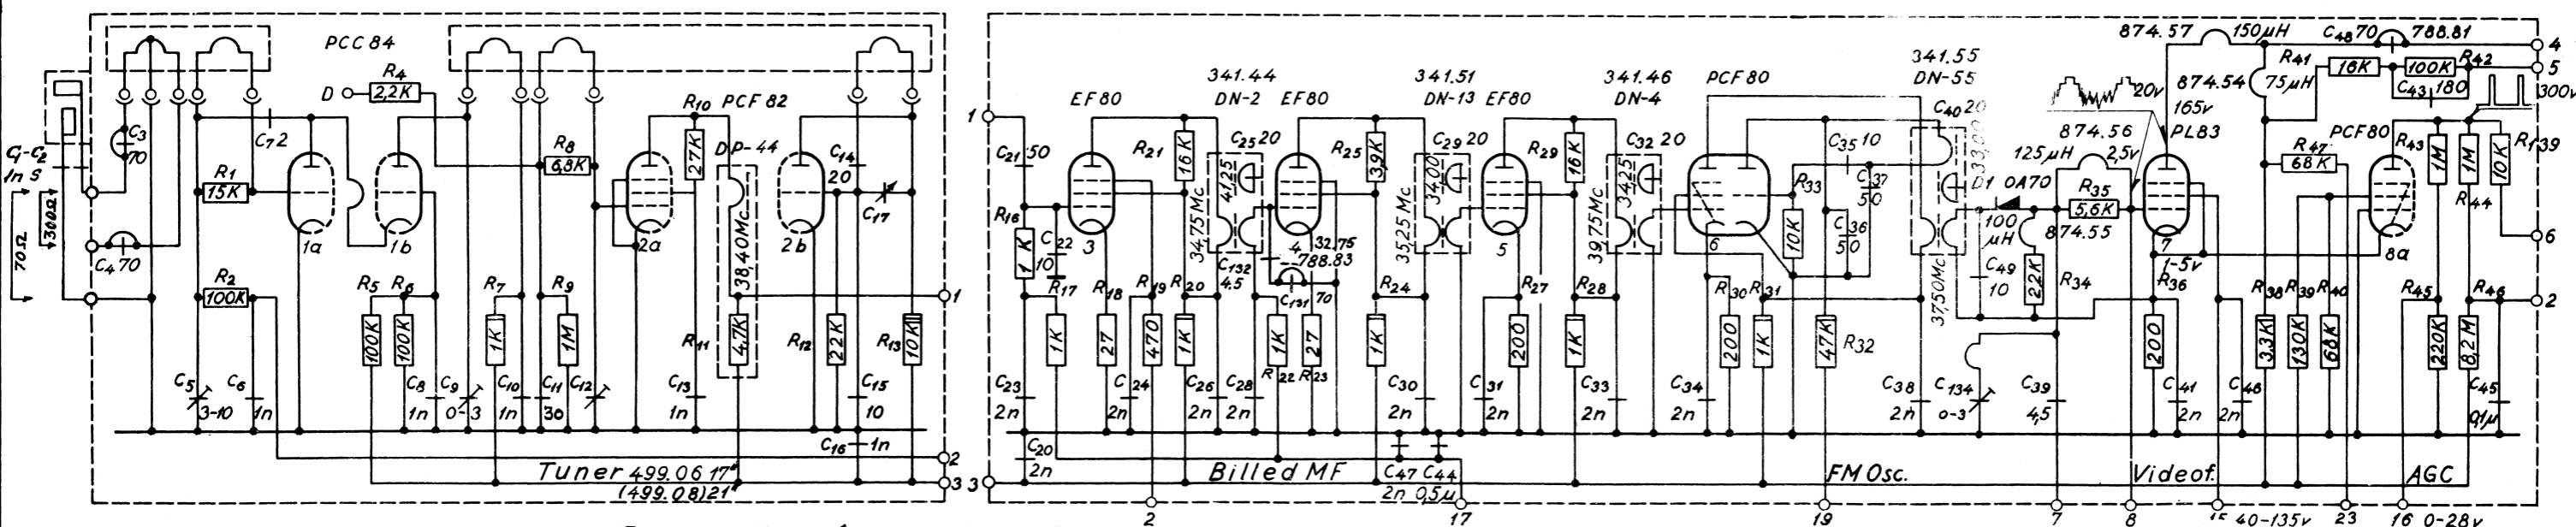 PCC 84
D
R4
2,2K
C3
70
C1-C2
1n S
70Ω
300Ω
C4 70
C7 2
R1
15K
1a
1b
R2
100K
R5
100K
R6
100K
C5
3-10
C6
1n
C8
1n
C9
0-3
R7
1K
C10
1n
R8
6,8K
R9
1M
C11
30
C12
R10
27K
PCF 82
2a
DP-44
38,40Mc
R11
4,7K
C13
1n
2b
C14
20
C17
R12
22K
R13
10K
C15
10
C16
1n
1
2
3
Tuner 499.06 17"
(499.08) 21"
1
3
C21 50
R16
1K
C22
10
R17
1K
C23
2n
C20
2n
EF80
3
R18
27
C24
2n
R19
470
R20
1K
R21
16K
C26
2n
341.44
DN-2
C25 20
41,25
34,75 Mc
C132
4.5
C28
2n
EF80
4
32.75
788.83
C131 70
R22
1K
R23
27
R24
1K
R25
3,9K
341.51
DN-13
C29 20
34,00
35,25 Mc
C30
2n
EF80
5
C31
2n
R27
200
R28
1K
R29
16K
C33
2n
341.46
DN-4
C32 20
34,25
39,75 Mc
C47
2n
C44
0,5μ
Billed MF
2
17
PCF80
6
C34
2n
R30
200
R31
1K
R32
47K
R33
10K
C35 10
C36
50
C37
50
341.55
DN-55
C40 20
33,00
37,50Mc
C38
2n
FM Osc.
19
D1 OA70
100
μH
C49
10
22K
R34
C134
0-3
C39
4,5
20v
165v
874.56
125μH
2,5v
R35
5,6K
874.55
PL83
7
1-5v
R36
200
C41
2n
C46
2n
874.57
150μH
874.54
75μH
Videof.
7
8
15
40-135v
R38
3,3K
R39
130K
R40
68K
R41
18K
C48 70
788.81
100K
R42
C43 180
R47
68K
PCF80
8a
R43
1M
1M
R44
10K
R139
300v
R45
220K
R46
8,2M
C45
0,1μ
AGC
4
5
6
2
23
16
0-28v